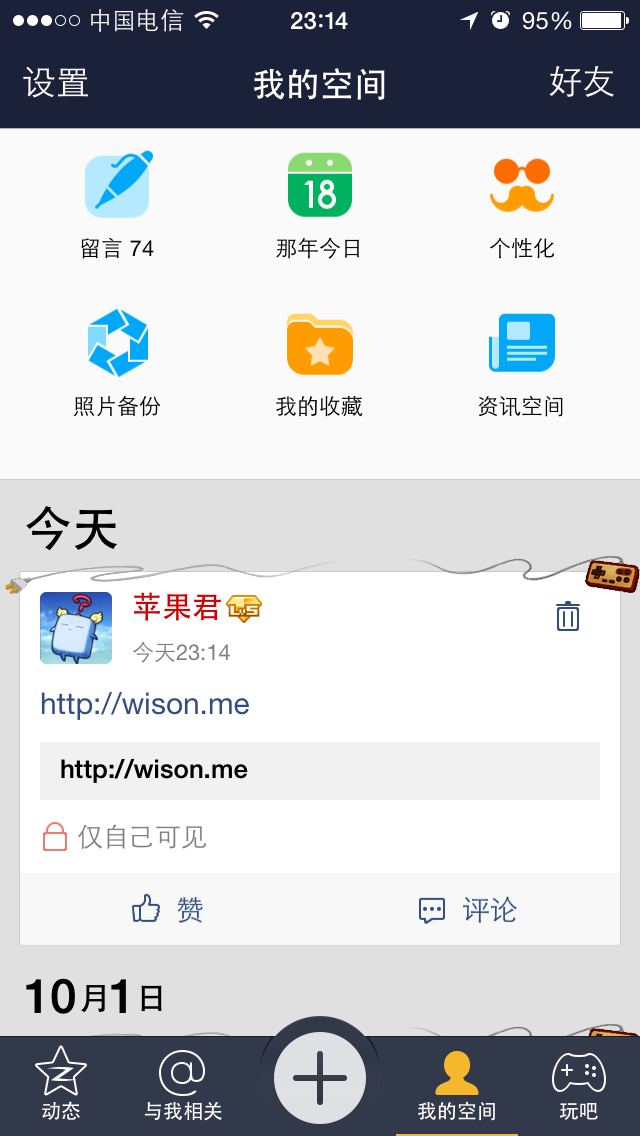 中国电信 23:14 95%
设置 我的空间 好友
18
留言 74 那年今日 个性化
照片备份 我的收藏 资讯空间
今天
苹果君
今天23:14
http://wison.me
http://wison.me
仅自己可见
赞 评论
10月1日
动态 与我相关 我的空间 玩吧